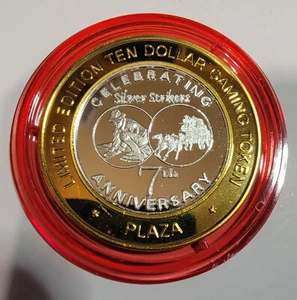 LIMITED EDITION TEN DOLLAR GAMING TOKEN
CELEBRATING
Silver Strikers
7th
ANNIVERSARY
PLAZA